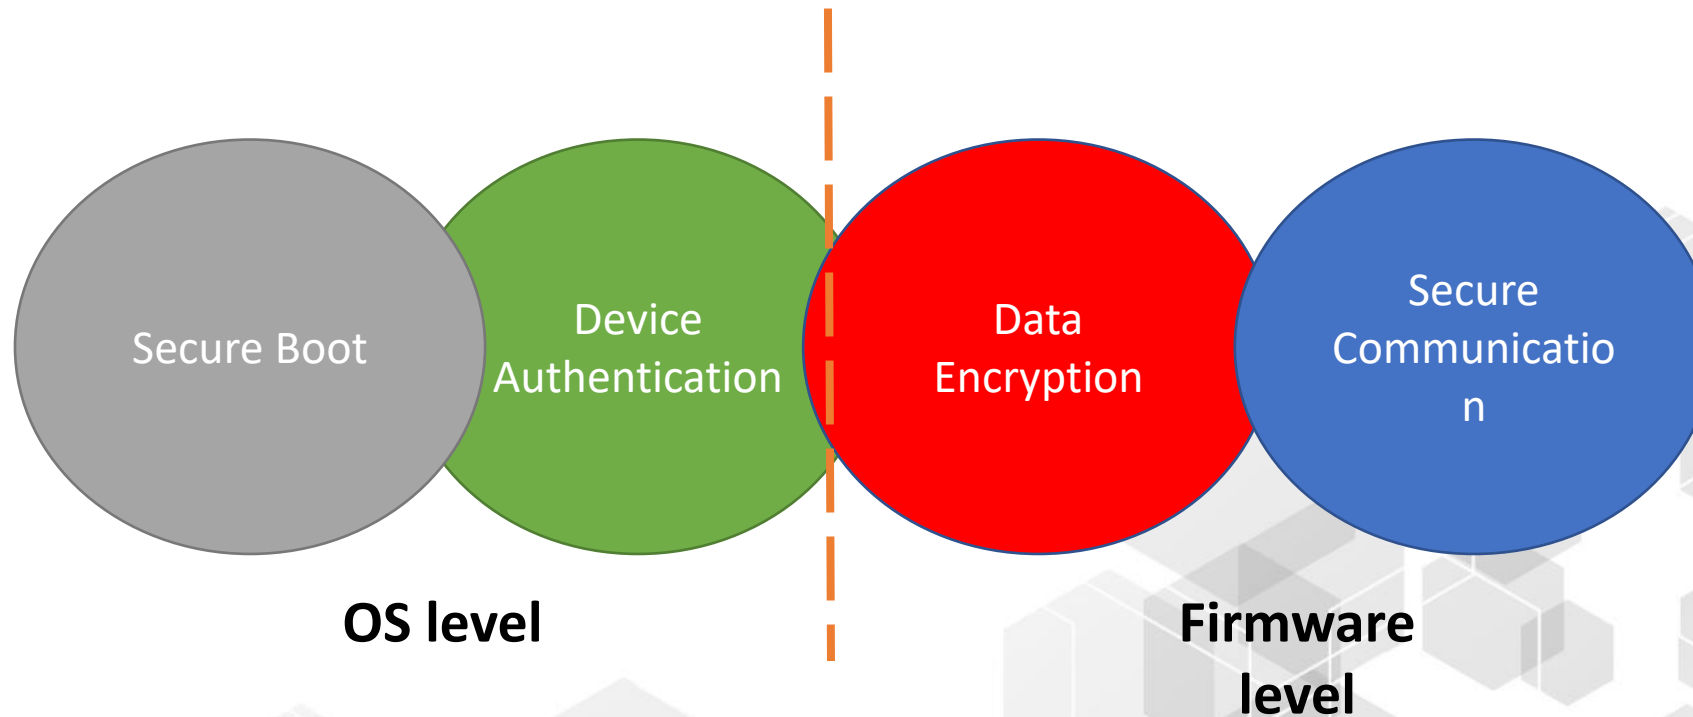 Secure Boot
Device
Authentication
Data
Encryption
Secure
Communicatio
n
OS level
Firmware
level